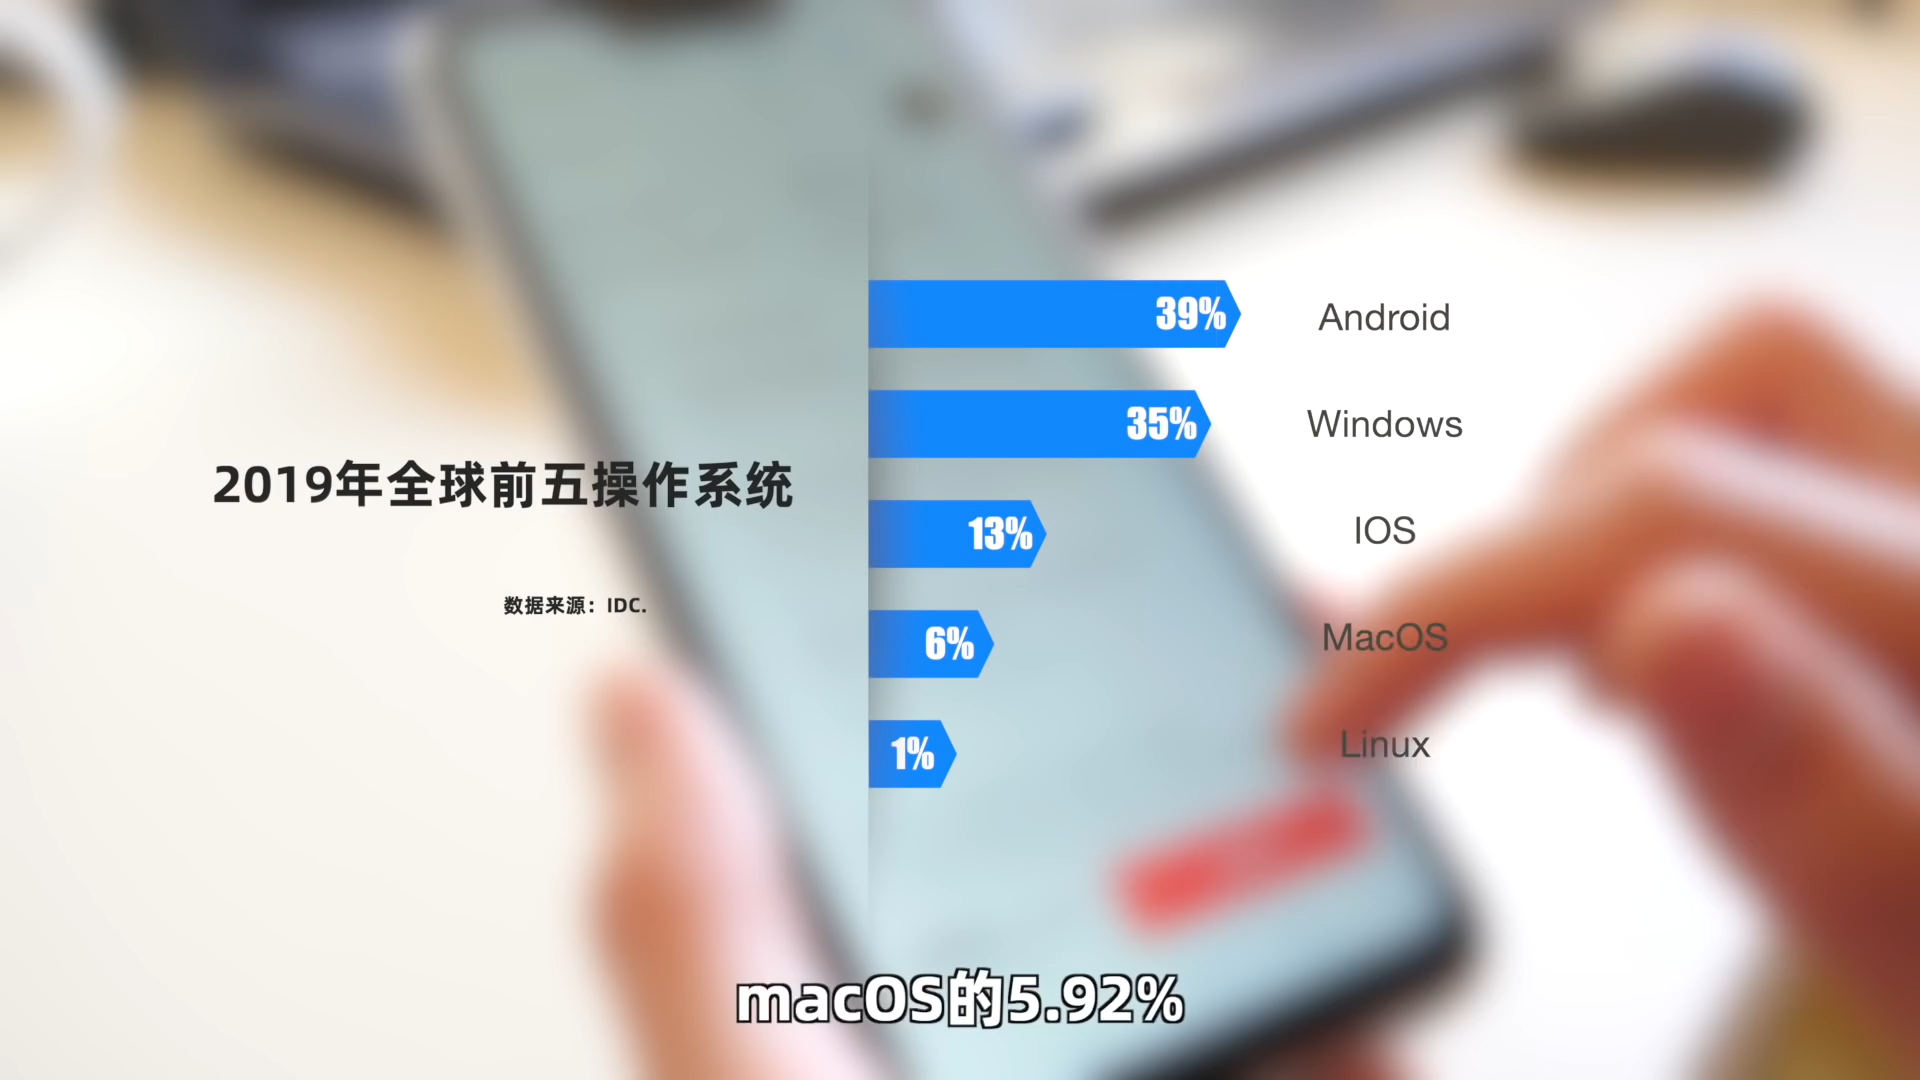 39% Android
35% Windows
2019年全球前五操作系统
13% IOS
数据来源：IDC.
6% MacOS
1% Linux
macOS的5.92%